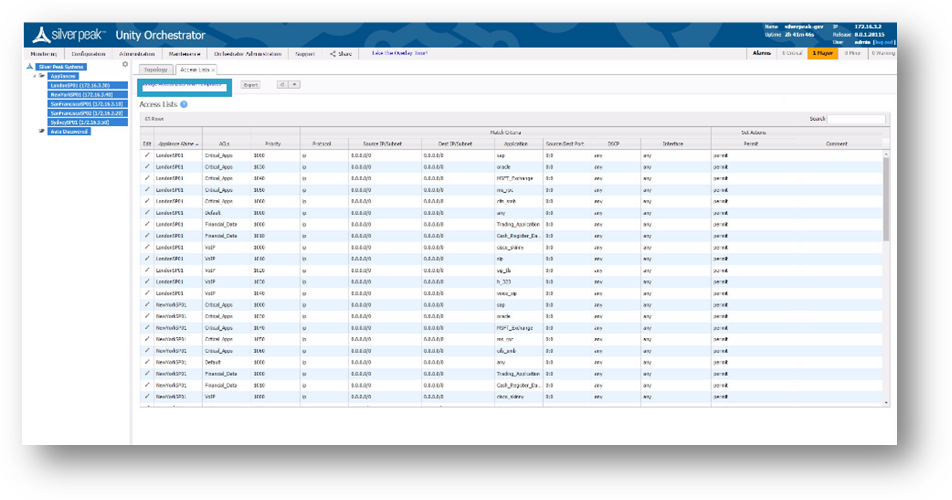 silverpeak™ Unity Orchestrator
Name silverpeak-gxv IP 172.16.3.2
Uptime 2h 41m 46s Release 8.0.3.28115
User admin [log out]
Monitoring Configuration Administration Maintenance Orchestrator Administration Support Share Take The Overlay Tour! Alarms 0 Critical 1 Major 0 Minor 0 Warning
Silver Peak Systems
Appliances
LondonSP01 (172.16.3.30)
NewYorkSP01 (172.16.3.40)
SanFranciscoSP01 (172.16.3.10)
SanFranciscoSP02 (172.16.3.20)
SydneySP01 (172.16.3.50)
Auto Discovered
Topology Access Lists x
Export
Access Lists ?
63 Rows Search
Match Criteria Set Actions
Edit Appliance Name ACLs Priority Protocol Source IP/Subnet Dest IP/Subnet Application Source:Dest Port DSCP Interface Permit Comment
LondonSP01 Critical_Apps 1000 ip 0.0.0.0/0 0.0.0.0/0 sap 0:0 any any permit
LondonSP01 Critical_Apps 1030 ip 0.0.0.0/0 0.0.0.0/0 oracle 0:0 any any permit
LondonSP01 Critical_Apps 1040 ip 0.0.0.0/0 0.0.0.0/0 MSFT_Exchange 0:0 any any permit
LondonSP01 Critical_Apps 1050 ip 0.0.0.0/0 0.0.0.0/0 ms_rpc 0:0 any any permit
LondonSP01 Critical_Apps 1060 ip 0.0.0.0/0 0.0.0.0/0 cifs_smb 0:0 any any permit
LondonSP01 Default 1000 ip 0.0.0.0/0 0.0.0.0/0 any 0:0 any any permit
LondonSP01 Financial_Data 1000 ip 0.0.0.0/0 0.0.0.0/0 Trading_Application 0:0 any any permit
LondonSP01 Financial_Data 1010 ip 0.0.0.0/0 0.0.0.0/0 Cash_Register_Da... 0:0 any any permit
LondonSP01 VoIP 1000 ip 0.0.0.0/0 0.0.0.0/0 cisco_skinny 0:0 any any permit
LondonSP01 VoIP 1010 ip 0.0.0.0/0 0.0.0.0/0 sip 0:0 any any permit
LondonSP01 VoIP 1020 ip 0.0.0.0/0 0.0.0.0/0 sip_tls 0:0 any any permit
LondonSP01 VoIP 1030 ip 0.0.0.0/0 0.0.0.0/0 h_323 0:0 any any permit
LondonSP01 VoIP 1040 ip 0.0.0.0/0 0.0.0.0/0 0:0 any any permit
NewYorkSP01 Critical_Apps 1000 ip 0.0.0.0/0 0.0.0.0/0 sap 0:0 any any permit
NewYorkSP01 Critical_Apps 1030 ip 0.0.0.0/0 0.0.0.0/0 oracle 0:0 any any permit
NewYorkSP01 Critical_Apps 1040 ip 0.0.0.0/0 0.0.0.0/0 MSFT_Exchange 0:0 any any permit
NewYorkSP01 Critical_Apps 1050 ip 0.0.0.0/0 0.0.0.0/0 ms_rpc 0:0 any any permit
NewYorkSP01 Critical_Apps 1060 ip 0.0.0.0/0 0.0.0.0/0 cifs_smb 0:0 any any permit
NewYorkSP01 Default 1000 ip 0.0.0.0/0 0.0.0.0/0 any 0:0 any any permit
NewYorkSP01 Financial_Data 1000 ip 0.0.0.0/0 0.0.0.0/0 Trading_Application 0:0 any any permit
NewYorkSP01 Financial_Data 1010 ip 0.0.0.0/0 0.0.0.0/0 Cash_Register_Da... 0:0 any any permit
NewYorkSP01 VoIP 1000 ip 0.0.0.0/0 0.0.0.0/0 cisco_skinny 0:0 any any permit